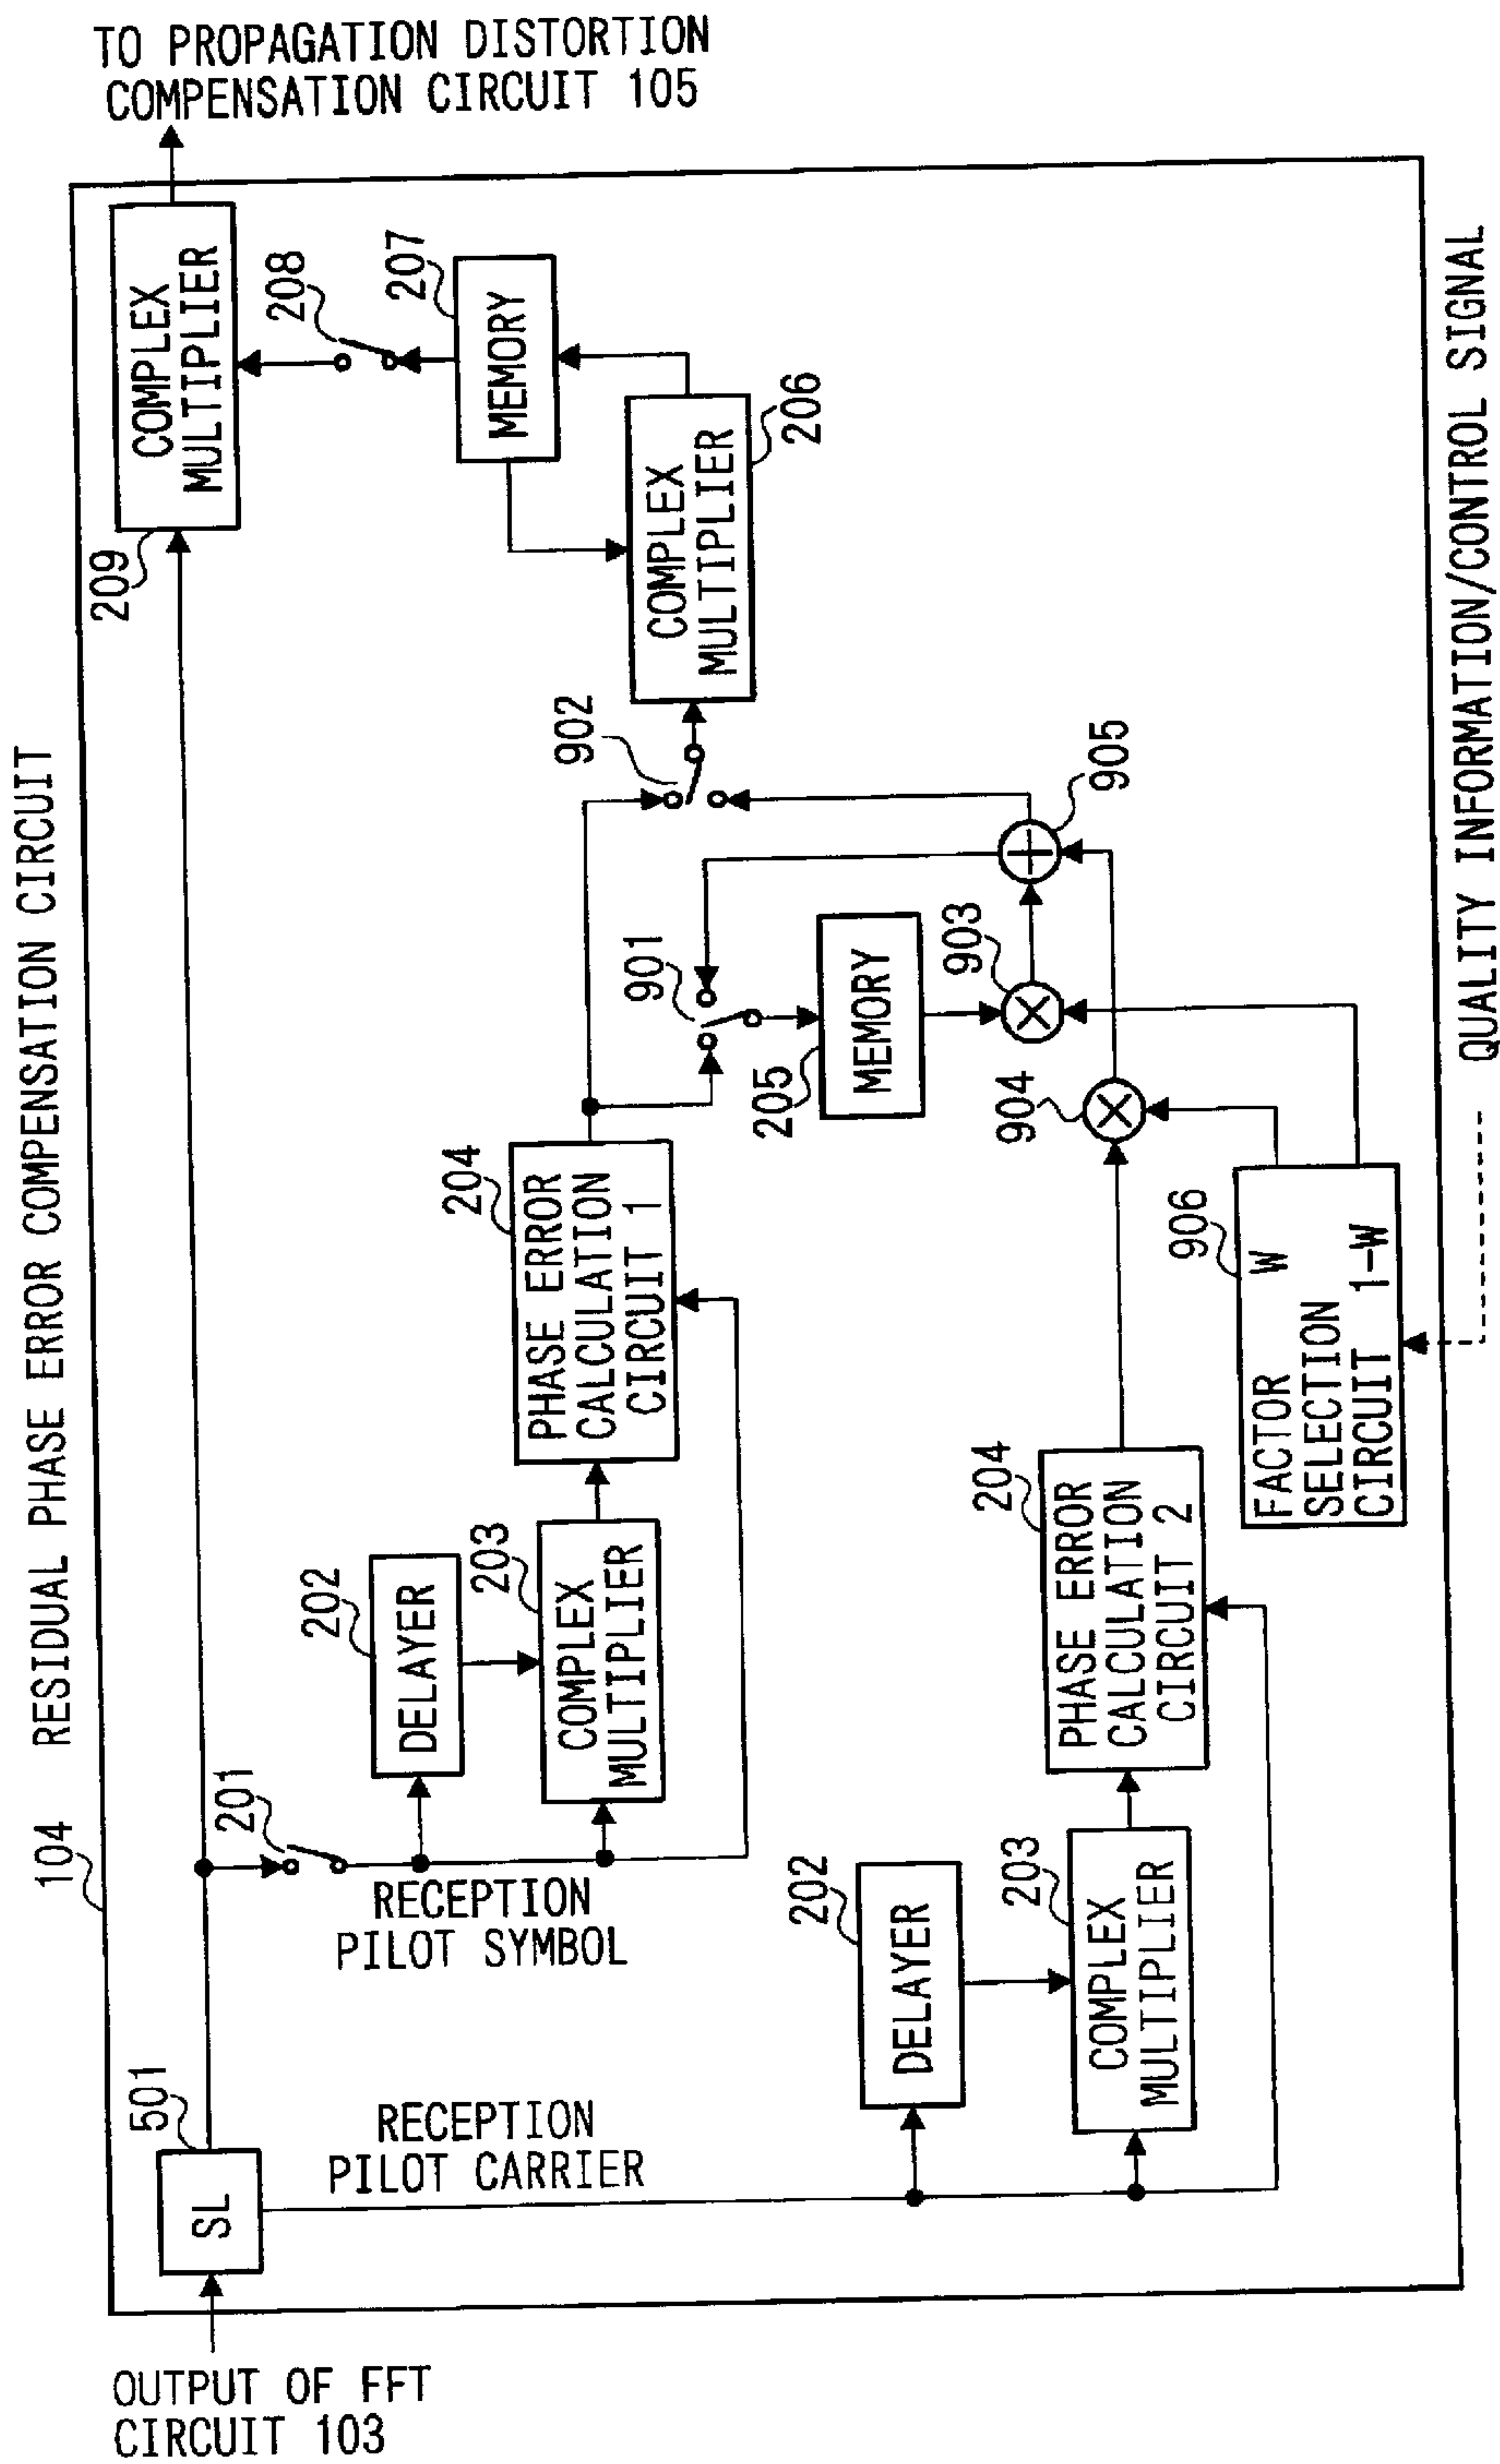 104 RESIDUAL PHASE ERROR COMPENSATION CIRCUIT
TO PROPAGATION DISTORTION
COMPENSATION CIRCUIT 105
OUTPUT OF FFT
CIRCUIT 103
501
SL
209
COMPLEX
MULTIPLIER
201
208
RECEPTION
PILOT SYMBOL
202
DELAYER
203
COMPLEX
MULTIPLIER
204
PHASE ERROR
CALCULATION
CIRCUIT 1
207
MEMORY
902
COMPLEX
MULTIPLIER
206
901
205
MEMORY
903
905
904
RECEPTION
PILOT CARRIER
202
DELAYER
203
COMPLEX
MULTIPLIER
204
PHASE ERROR
CALCULATION
CIRCUIT 2
906
FACTOR W
SELECTION
CIRCUIT 1-W
QUALITY INFORMATION/CONTROL SIGNAL